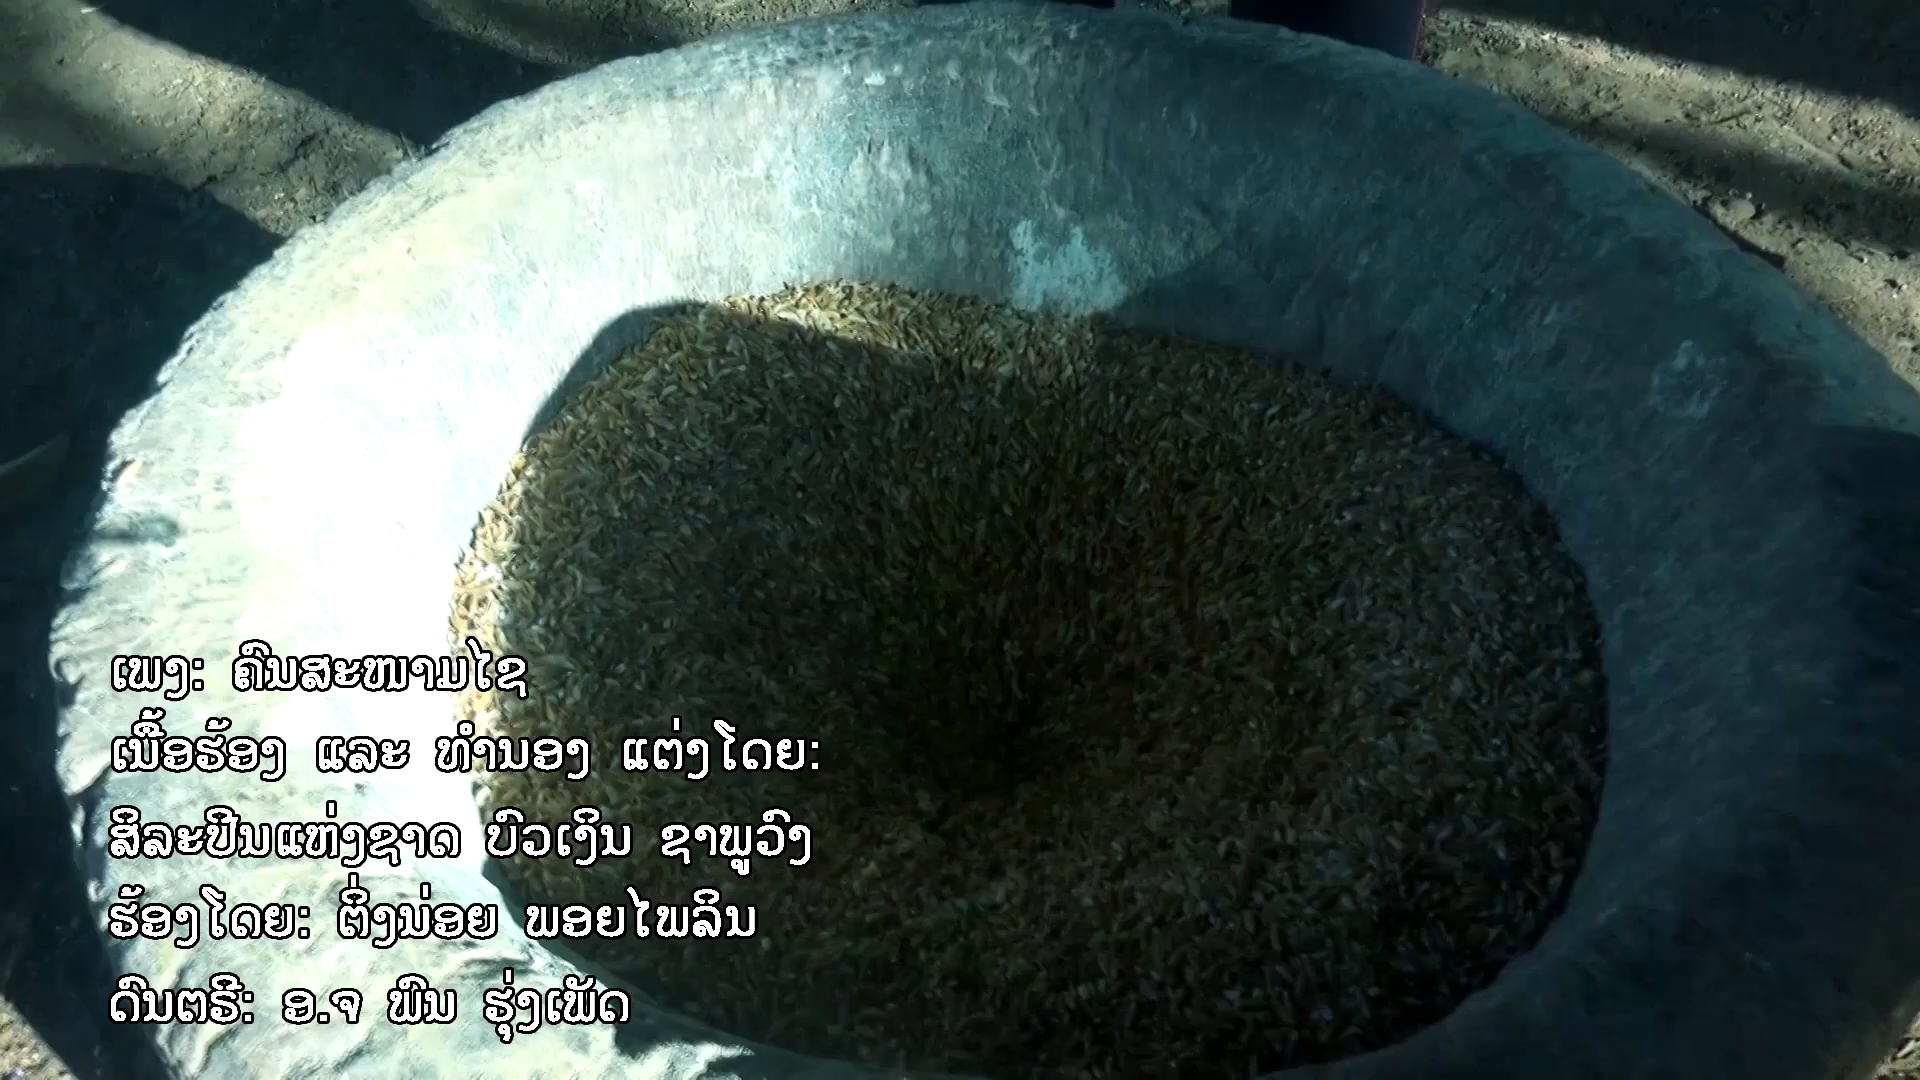 ເພງ: ຄົນສະໜາມໄຊ
ເນື້ອຮ້ອງ ແລະ ທຳນອງ ແຕ່ງໂດຍ:
ສິລະປິນແຫ່ງຊາດ ບົວເງິນ ຊາພູວົງ
ຮ້ອງໂດຍ: ຕິ່ງນ່ອຍ ພອຍໄພລິນ
ດົນຕຣີ: ອ.ຈ ພົນ ຮຸ່ງເພັດ